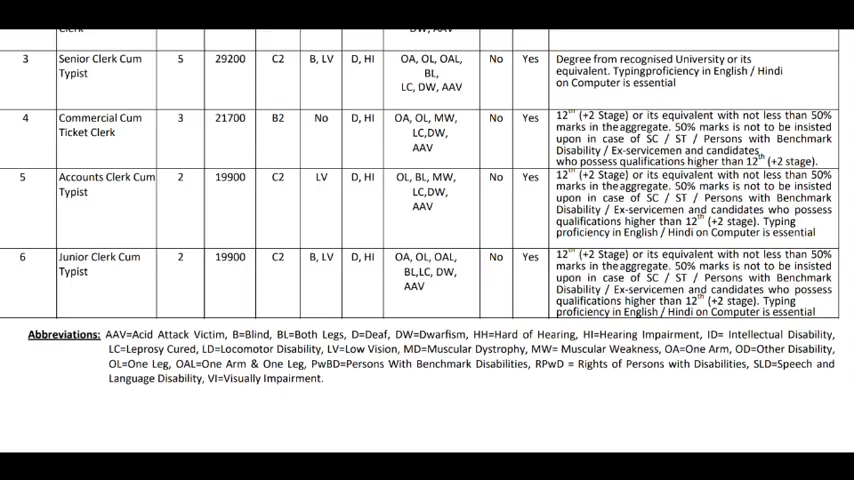 Clerk
DW, AAV
3 Senior Clerk Cum 5 29200 C2 B, LV D, HI OA, OL, OAL, No Yes Degree from recognised University or its
Typist BL, equivalent. Typingproficiency in English / Hindi
LC, DW, AAV on Computer is essential
4 Commercial Cum 3 21700 B2 No D, HI OA, OL, MW, No Yes 12th (+2 Stage) or its equivalent with not less than 50%
Ticket Clerk LC,DW, marks in the aggregate. 50% marks is not to be insisted
AAV upon in case of SC / ST / Persons with Benchmark
Disability / Ex-servicemen and candidates
who possess qualifications higher than 12th (+2 stage).
5 Accounts Clerk Cum 2 19900 C2 LV D, HI OL, BL, MW, No Yes 12th (+2 Stage) or its equivalent with not less than 50%
Typist LC,DW, marks in the aggregate. 50% marks is not to be insisted
AAV upon in case of SC / ST / Persons with Benchmark
Disability / Ex-servicemen and candidates who possess
qualifications higher than 12th (+2 stage). Typing
proficiency in English / Hindi on Computer is essential
6 Junior Clerk Cum 2 19900 C2 B, LV D, HI OA, OL, OAL, No Yes 12th (+2 Stage) or its equivalent with not less than 50%
Typist BL,LC, DW, marks in the aggregate. 50% marks is not to be insisted
AAV upon in case of SC / ST / Persons with Benchmark
Disability / Ex-servicemen and candidates who possess
qualifications higher than 12th (+2 stage). Typing
proficiency in English / Hindi on Computer is essential
Abbreviations: AAV=Acid Attack Victim, B=Blind, BL=Both Legs, D=Deaf, DW=Dwarfism, HH=Hard of Hearing, HI=Hearing Impairment, ID= Intellectual Disability,
LC=Leprosy Cured, LD=Locomotor Disability, LV=Low Vision, MD=Muscular Dystrophy, MW= Muscular Weakness, OA=One Arm, OD=Other Disability,
OL=One Leg, OAL=One Arm & One Leg, PwBD=Persons With Benchmark Disabilities, RPwD = Rights of Persons with Disabilities, SLD=Speech and
Language Disability, VI=Visually Impairment.